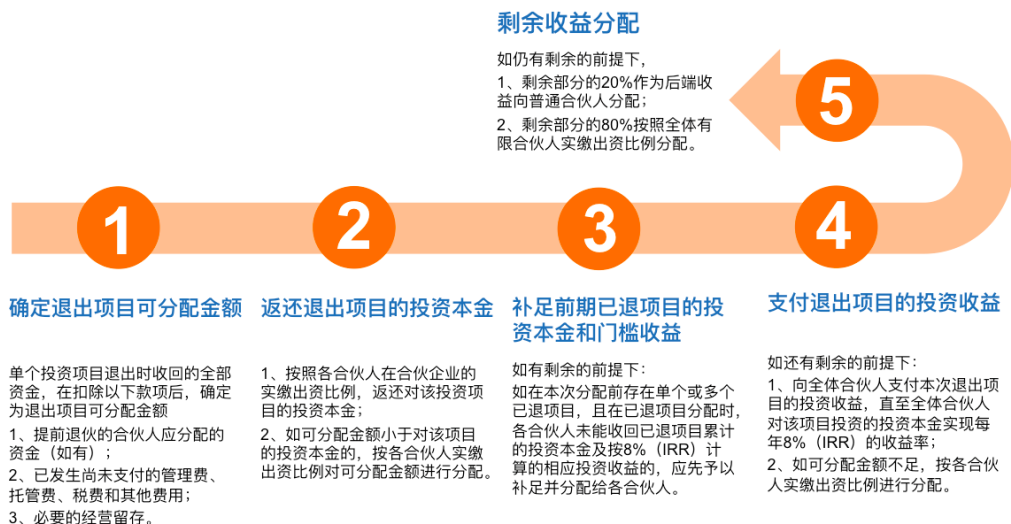 1
确定退出项目可分配金额
单个投资项目退出时收回的全部
资金，在扣除以下款项后，确定
为退出项目可分配金额
1、提前退伙的合伙人应分配的
资金（如有）；
2、已发生尚未支付的管理费、
托管费、税费和其他费用；
3、必要的经营留存。
2
返还退出项目的投资本金
1、按照各合伙人在合伙企业的
实缴出资比例，返还对该投资项
目的投资本金；
2、如可分配金额小于对该项目
的投资本金的，按各合伙人实缴
出资比例对可分配金额进行分配。
3
补足前期已退项目的投
资本金和门槛收益
如有剩余的前提下：
如在本次分配前存在单个或多个
已退项目，且在已退项目分配时，
各合伙人未能收回已退项目累计
的投资本金及按8%（IRR）计
算的相应投资收益的，应先予以
补足并分配给各合伙人。
4
支付退出项目的投资收益
如还有剩余的前提下：
1、向全体合伙人支付本次退出项
目的投资收益，直至全体合伙人
对该项目投资的投资本金实现每
年8%（IRR）的收益率；
2、如可分配金额不足，按各合伙
人实缴出资比例进行分配。
5
剩余收益分配
如仍有剩余的前提下，
1、剩余部分的20%作为后端收
益向普通合伙人分配；
2、剩余部分的80%按照全体有
限合伙人实缴出资比例分配。